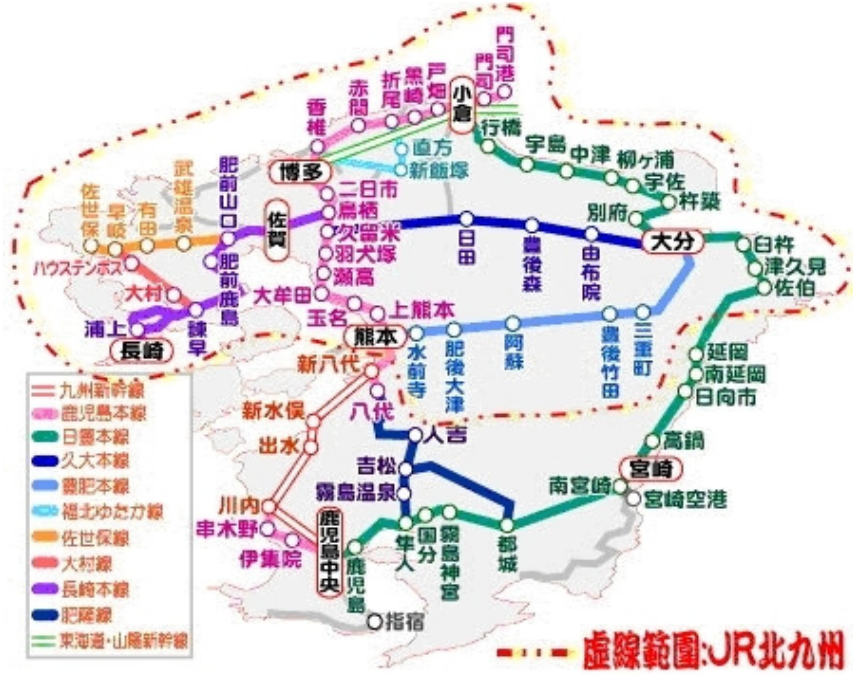 門司港
門司
小倉
戸畑
黒崎
折尾
赤間
香椎
博多
直方
新飯塚
行橋
宇島
中津
柳ヶ浦
宇佐
杵築
別府
大分
臼杵
津久見
佐伯
二日市
鳥栖
久留米
羽犬塚
瀬高
大牟田
玉名
上熊本
熊本
佐賀
肥前山口
武雄温泉
有田
早岐
佐世保
ハウステンボス
肥前鹿島
大村
諫早
浦上
長崎
日田
豊後森
由布院
水前寺
肥後大津
阿蘇
豊後竹田
三重町
延岡
南延岡
日向市
高鍋
宮崎
南宮崎
宮崎空港
新八代
八代
新水俣
出水
川内
串木野
伊集院
鹿児島中央
鹿児島
人吉
吉松
霧島温泉
隼人
国分
霧島神宮
都城
指宿
九州新幹線
鹿児島本線
日豊本線
久大本線
豊肥本線
福北ゆたか線
佐世保線
大村線
長崎本線
肥薩線
東海道・山陽新幹線
虛線範圍:JR北九州